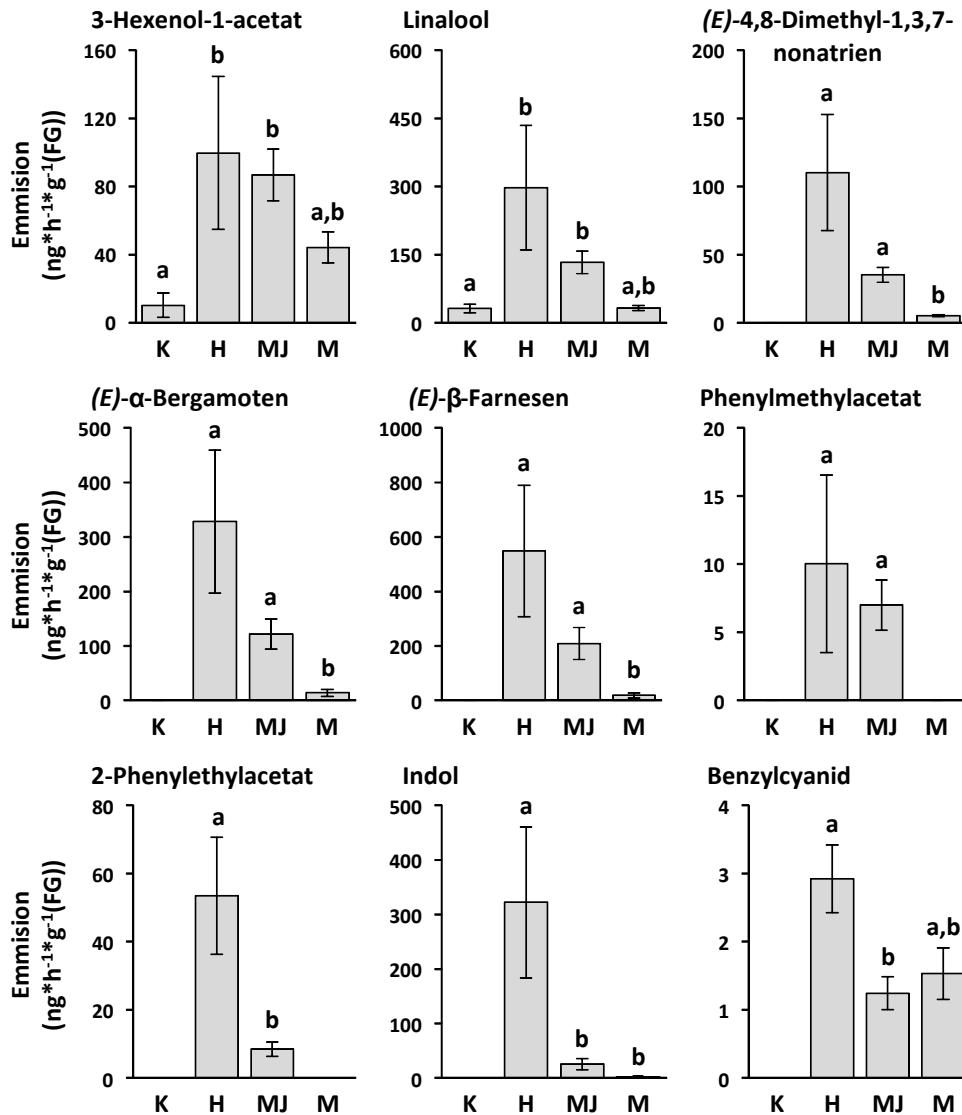 3-Hexenol-1-acetat
Linalool
(E)-4,8-Dimethyl-1,3,7-
nonatrien
Emmision
(ng*h-1*g-1(FG))
160
120
80
40
0
a
b
b
a,b
K H MJ M
600
450
300
150
0
a
b
b
a,b
K H MJ M
200
150
100
50
0
a
a
b
K H MJ M
(E)-α-Bergamoten
(E)-β-Farnesen
Phenylmethylacetat
Emmision
(ng*h-1*g-1(FG))
500
400
300
200
100
0
a
a
b
K H MJ M
1000
800
600
400
200
0
a
a
b
K H MJ M
20
15
10
5
0
a
a
K H MJ M
2-Phenylethylacetat
Indol
Benzylcyanid
Emmision
(ng*h-1*g-1(FG))
80
60
40
20
0
a
b
K H MJ M
500
400
300
200
100
0
a
b
b
K H MJ M
4
3
2
1
0
a
b
a,b
K H MJ M